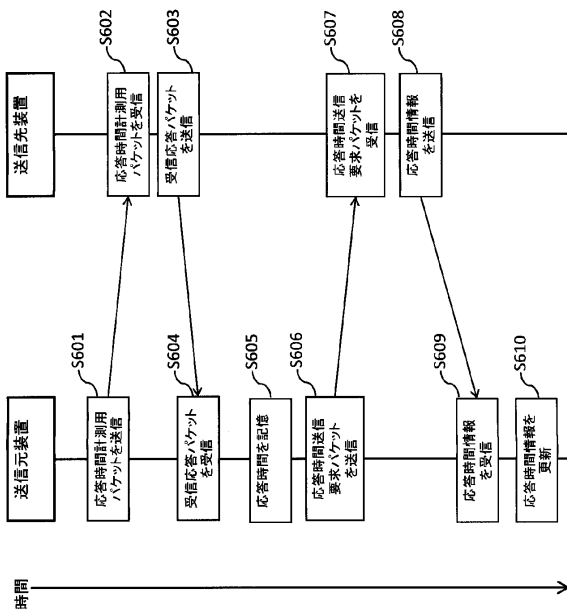 時間
送信元装置
送信先装置
S601
応答時間計測用
パケットを送信
S602
応答時間計測用
パケットを受信
S603
受信応答パケット
を送信
S604
受信応答パケット
を受信
S605
応答時間を記憶
S606
応答時間送信
要求パケット
を送信
S607
応答時間送信
要求パケットを
受信
S608
応答時間情報
を送信
S609
応答時間情報
を受信
S610
応答時間情報を
更新